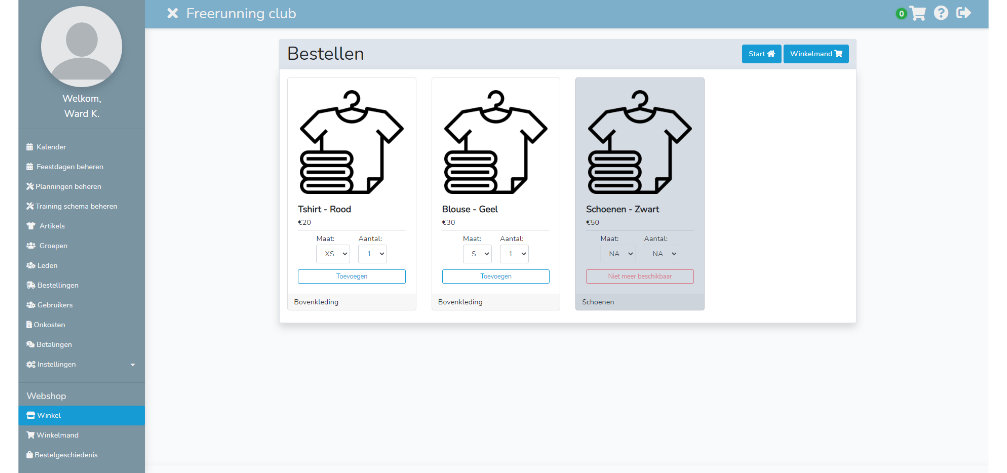 Freerunning club
0
Welkom,
Ward K.
Kalender
Feestdagen beheren
Planningen beheren
Training schema beheren
Artikels
Groepen
Leden
Bestellingen
Gebruikers
Onkosten
Betalingen
Instellingen
Webshop
Winkel
Winkelmand
Bestelgeschiedenis
Bestellen
Start
Winkelmand
Tshirt - Rood
€20
Maat: Aantal:
XS 1
Toevoegen
Bovenkleding
Blouse - Geel
€30
Maat: Aantal:
S 1
Toevoegen
Bovenkleding
Schoenen - Zwart
€50
Maat: Aantal:
NA NA
Niet meer beschikbaar
Schoenen